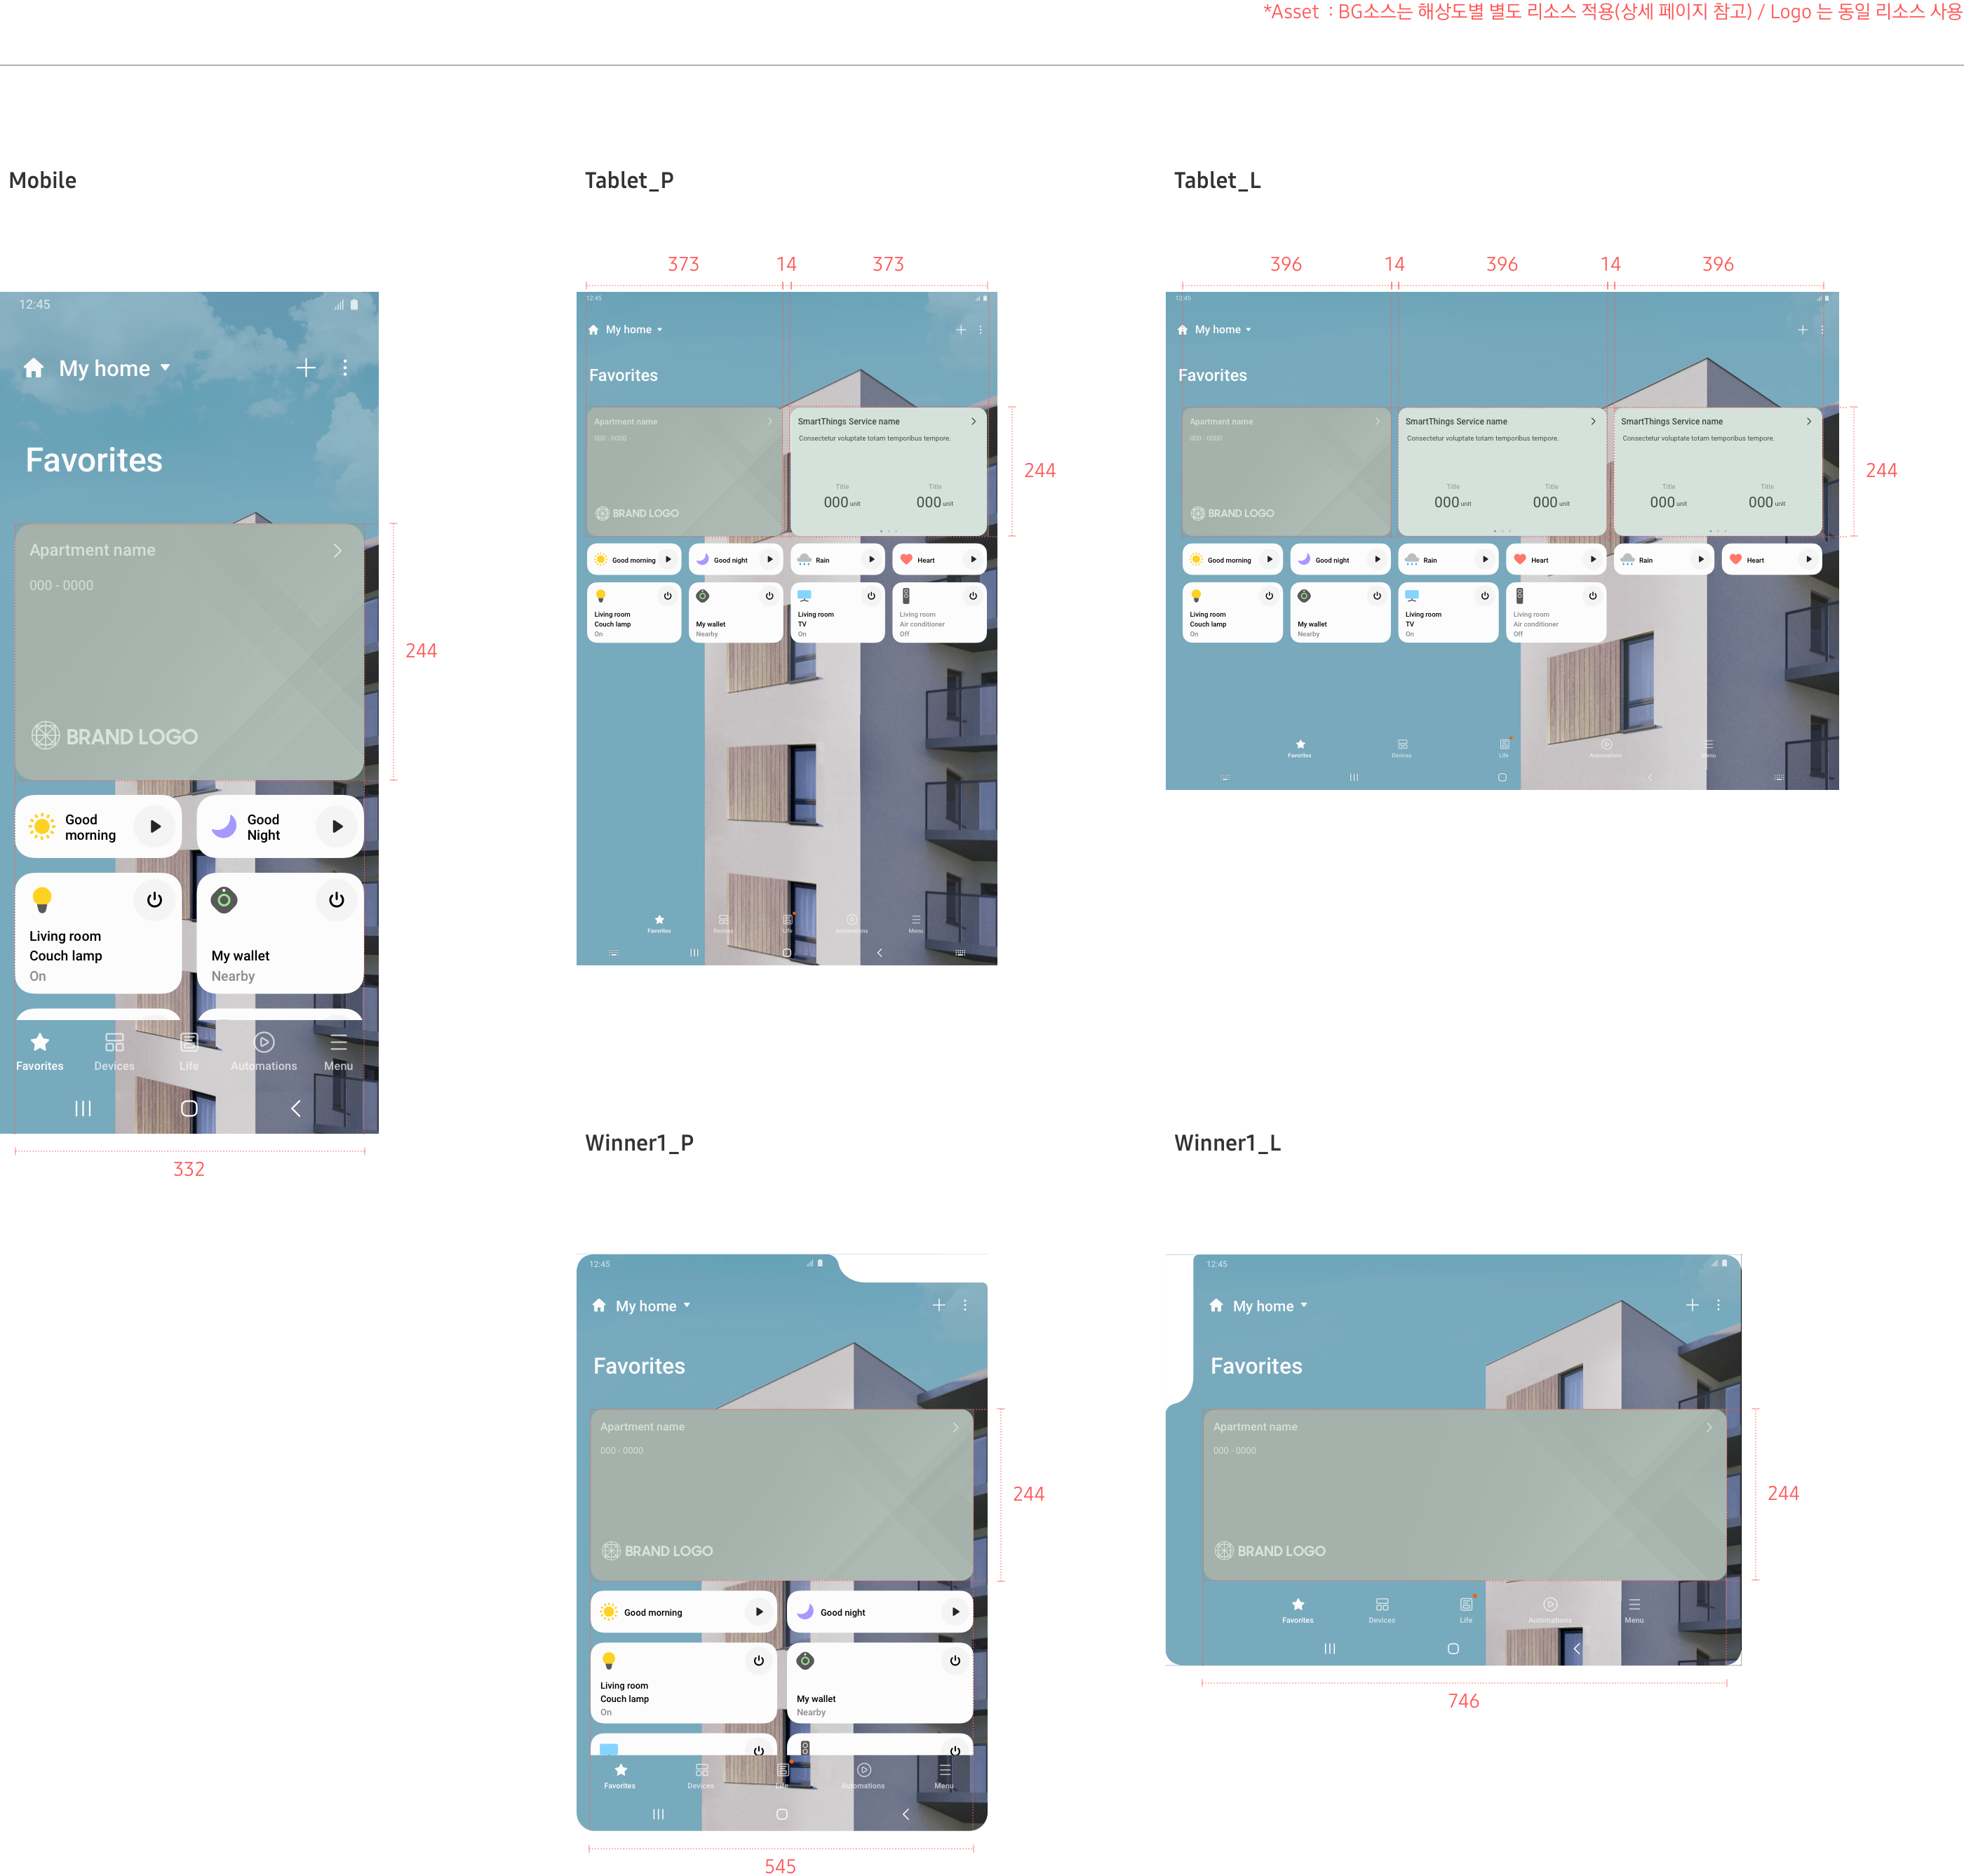 *Asset : BG소스는 해상도별 별도 리소스 적용(상세 페이지 참고) / Logo 는 동일 리소스 사용
Mobile
12:45
My home
Favorites
Apartment name
000 - 0000
BRAND LOGO
244
Good morning
Good Night
Living room
Couch lamp
On
My wallet
Nearby
Favorites
Devices
Life
Automations
Menu
332
Tablet_P
373
14
373
12:45
My home
Favorites
Apartment name
000 - 0000
BRAND LOGO
SmartThings Service name
Consectetur voluptate totam temporibus tempore.
Title
000 unit
Title
000 unit
244
Good morning
Good night
Rain
Heart
Living room
Couch lamp
On
My wallet
Nearby
Living room
TV
On
Living room
Air conditioner
Off
Favorites
Devices
Life
Automations
Menu
Tablet_L
396
14
396
14
396
12:45
My home
Favorites
Apartment name
000 - 0000
BRAND LOGO
SmartThings Service name
Consectetur voluptate totam temporibus tempore.
Title
000 unit
Title
000 unit
SmartThings Service name
Consectetur voluptate totam temporibus tempore.
Title
000 unit
Title
000 unit
244
Good morning
Good night
Rain
Heart
Rain
Heart
Living room
Couch lamp
On
My wallet
Nearby
Living room
TV
On
Living room
Air conditioner
Off
Favorites
Devices
Life
Automations
Menu
Winner1_P
12:45
My home
Favorites
Apartment name
000 - 0000
BRAND LOGO
244
Good morning
Good night
Living room
Couch lamp
On
My wallet
Nearby
Favorites
Devices
Life
Automations
Menu
545
Winner1_L
12:45
My home
Favorites
Apartment name
000 - 0000
BRAND LOGO
244
Favorites
Devices
Life
Automations
Menu
746